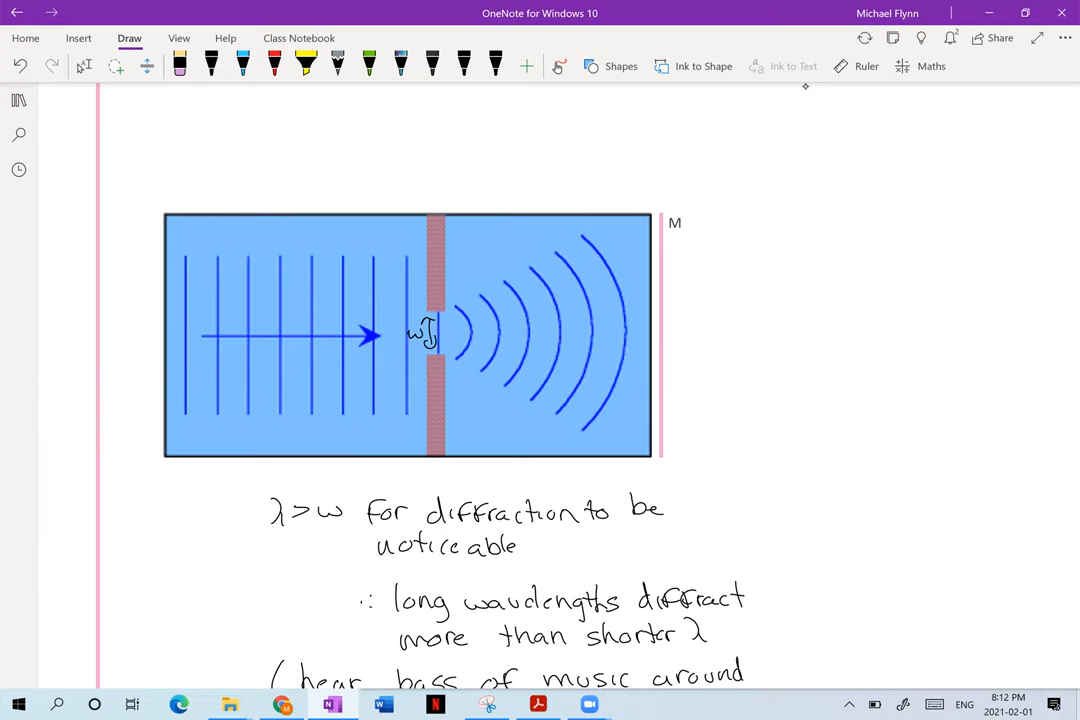 OneNote for Windows 10
Michael Flynn
Home Insert Draw View Help Class Notebook
Share
Shapes Ink to Shape Ink to Text Ruler Maths
M
w
λ > w for diffraction to be
noticeable
∴ long wavelengths diffract
more than shorter λ
(hear bass of music around
8:12 PM
ENG
2021-02-01